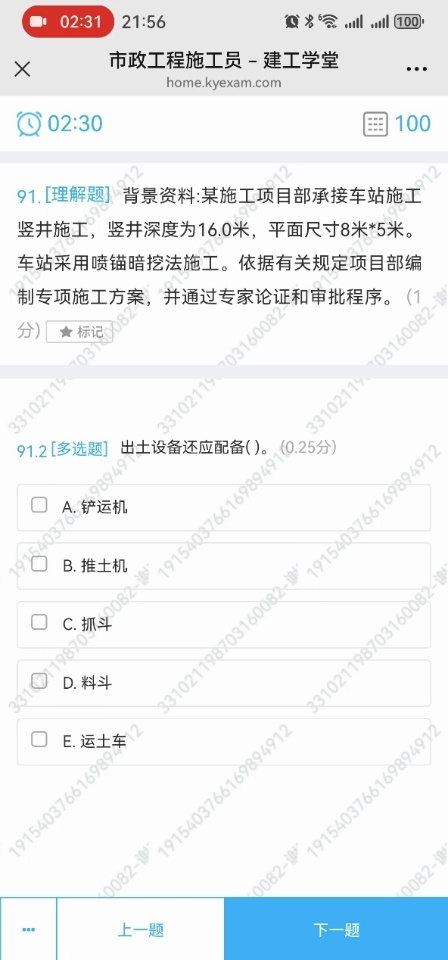 02:31 21:56 100
市政工程施工员 – 建工学堂
home.kyexam.com
02:30 100
91.[理解题] 背景资料:某施工项目部承接车站施工
竖井施工，竖井深度为16.0米，平面尺寸8米*5米。
车站采用喷锚暗挖法施工。依据有关规定项目部编
制专项施工方案，并通过专家论证和审批程序。(1
分) ★ 标记
91.2 [多选题] 出土设备还应配备( )。 (0.25分)
A. 铲运机
B. 推土机
C. 抓斗
D. 料斗
E. 运土车
上一题 下一题